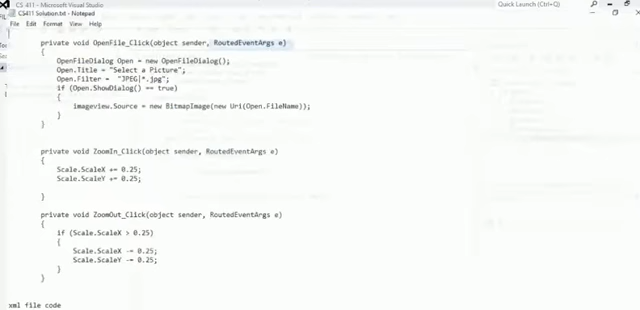 CS 411 - Microsoft Visual Studio
Quick Launch (Ctrl+Q)
CS411 Solution.txt - Notepad
File Edit Format View Help
private void OpenFile_Click(object sender, RoutedEventArgs e)
{
OpenFileDialog Open = new OpenFileDialog();
Open.Title = "Select a Picture";
Open.Filter = "JPEG|*.jpg";
if (Open.ShowDialog() == true)
{
imageview.Source = new BitmapImage(new Uri(Open.FileName));
}
}
private void ZoomIn_Click(object sender, RoutedEventArgs e)
{
Scale.ScaleX += 0.25;
Scale.ScaleY += 0.25;
}
private void ZoomOut_Click(object sender, RoutedEventArgs e)
{
if (Scale.ScaleX > 0.25)
{
Scale.ScaleX -= 0.25;
Scale.ScaleY -= 0.25;
}
}
xml file code